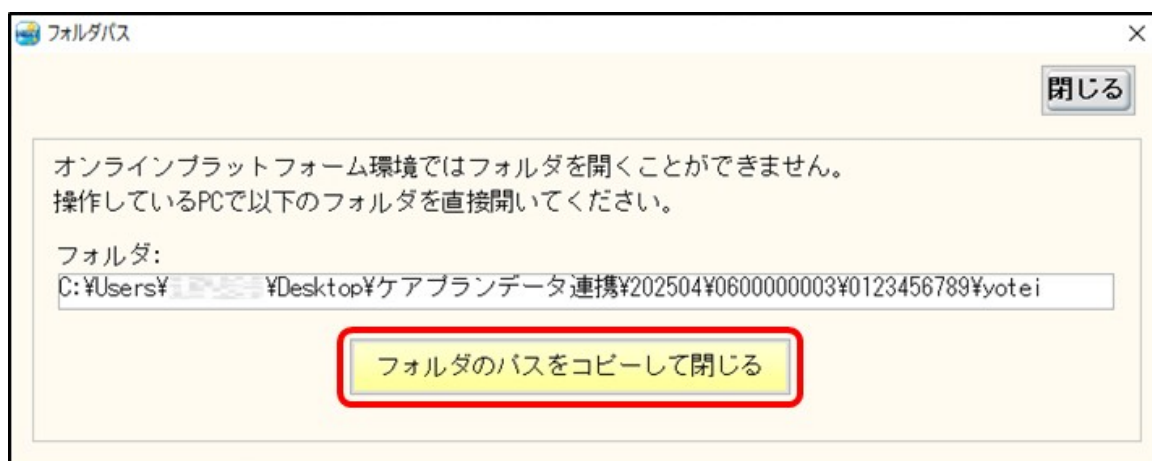 フォルダパス
閉じる
オンラインプラットフォーム環境ではフォルダを開くことができません。
操作しているPCで以下のフォルダを直接開いてください。
フォルダ:
C:¥Users¥ ¥Desktop¥ケアプランデータ連携¥202504¥0600000003¥0123456789¥yotei
フォルダのパスをコピーして閉じる